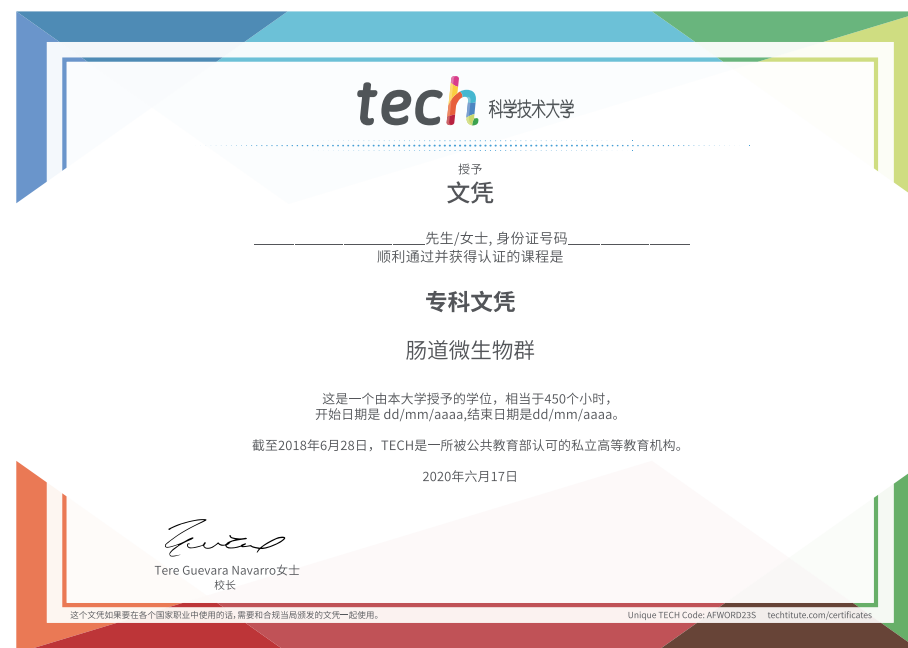 tech 科学技术大学
授予
文凭
先生/女士, 身份证号码
顺利通过并获得认证的课程是
专科文凭
肠道微生物群
这是一个由本大学授予的学位，相当于450个小时，
开始日期是 dd/mm/aaaa,结束日期是dd/mm/aaaa。
截至2018年6月28日，TECH是一所被公共教育部认可的私立高等教育机构。
2020年六月17日
Tere Guevara Navarro女士
校长
这个文凭如果要在各个国家职业中使用的话,需要和合规当局颁发的文凭一起使用。
Unique TECH Code: AFWORD23S techtitute.com/certificates